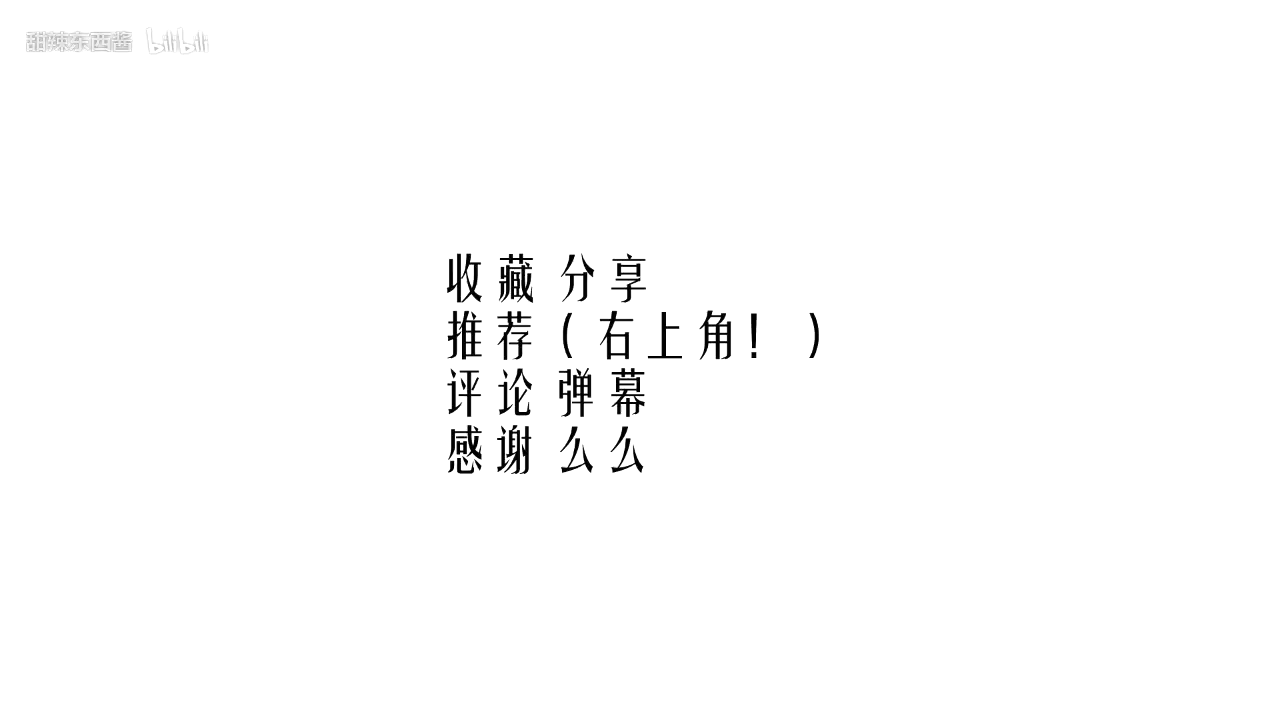 甜辣东西酱 bilibili
收藏 分享
推荐（右上角！）
评论 弹幕
感谢 么么